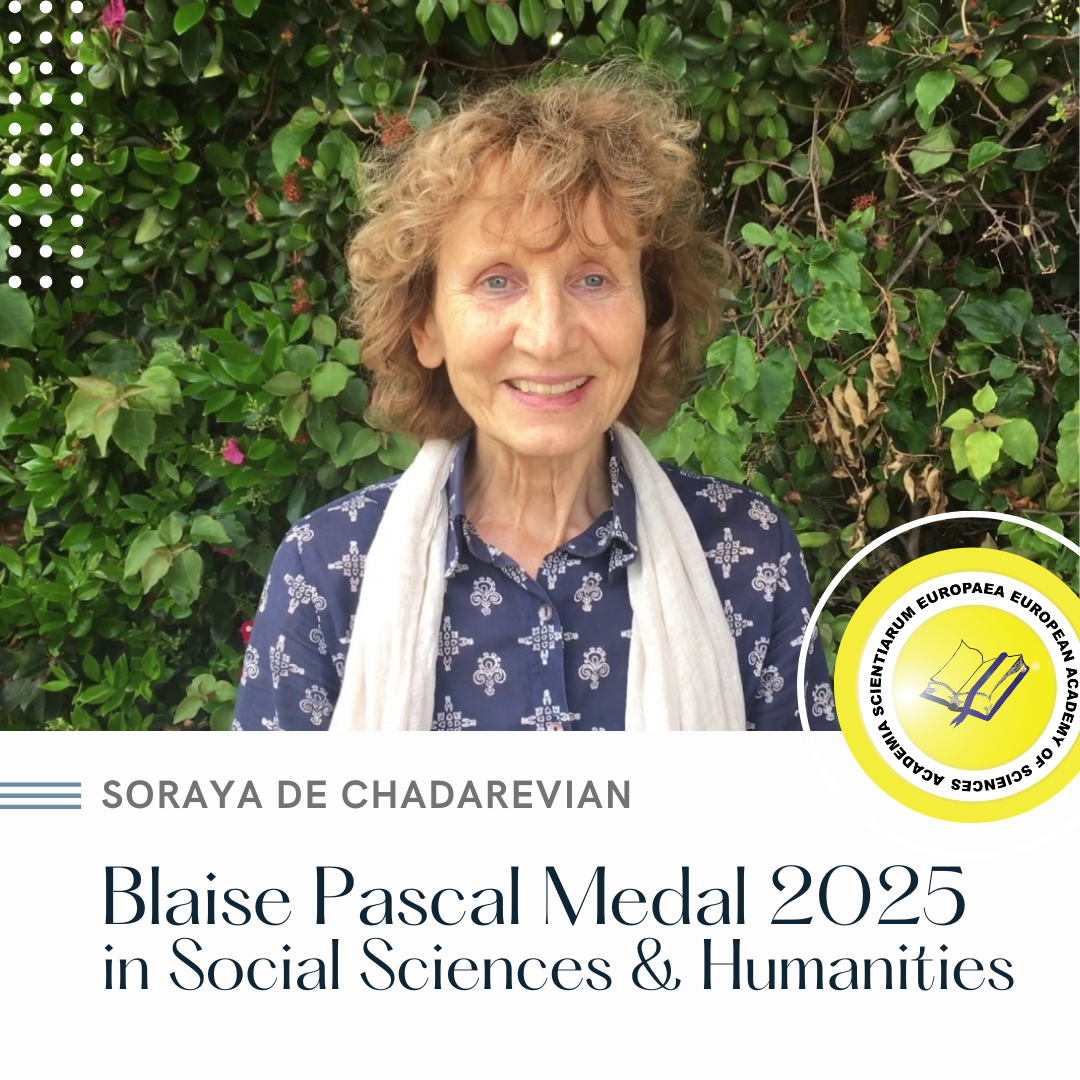 SORAYA DE CHADAREVIAN
Blaise Pascal Medal 2025
in Social Sciences & Humanities
ACADEMIA SCIENTIARUM EUROPAEA EUROPEAN ACADEMY OF SCIENCES